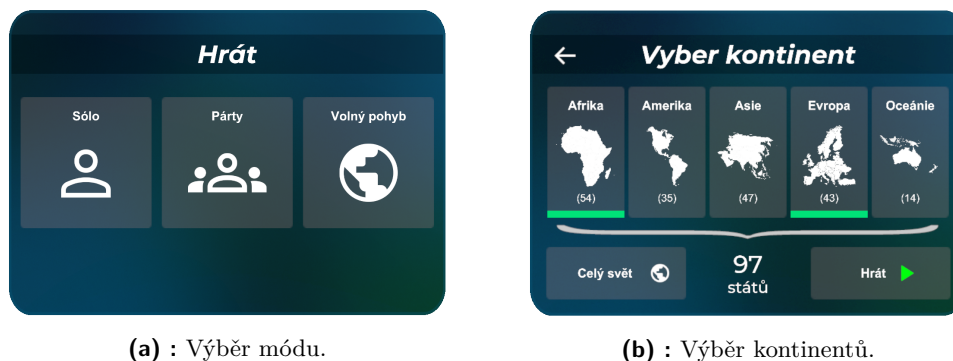 Hrát
Sólo
Párty
Volný pohyb
(a) : Výběr módu.
Vyber kontinent
Afrika
Amerika
Asie
Evropa
Oceánie
(54)
(35)
(47)
(43)
(14)
Celý svět
97
států
Hrát
(b) : Výběr kontinentů.